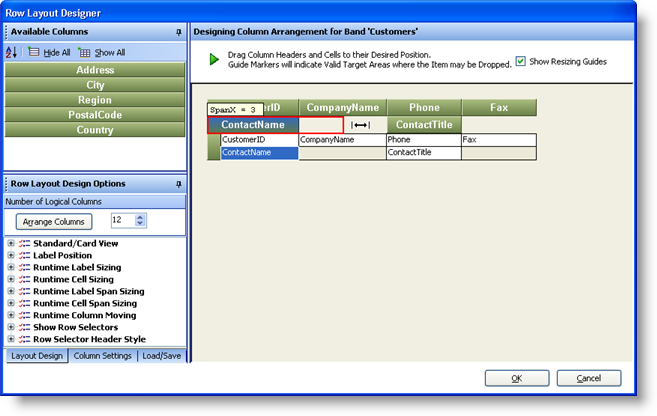 Row Layout Designer
Available Columns
Hide All Show All
Address
City
Region
PostalCode
Country
Row Layout Design Options
Number of Logical Columns
Arrange Columns 12
Standard/Card View
Label Position
Runtime Label Sizing
Runtime Cell Sizing
Runtime Label Span Sizing
Runtime Cell Span Sizing
Runtime Column Moving
Show Row Selectors
Row Selector Header Style
Layout Design Column Settings Load/Save
Designing Column Arrangement for Band 'Customers'
Drag Column Headers and Cells to their Desired Position.
Guide Markers will indicate Valid Target Areas where the Item may be Dropped.
Show Resizing Guides
SpanX = 3
erID CompanyName Phone Fax
ContactName ContactTitle
CustomerID CompanyName Phone Fax
ContactName ContactTitle
OK Cancel